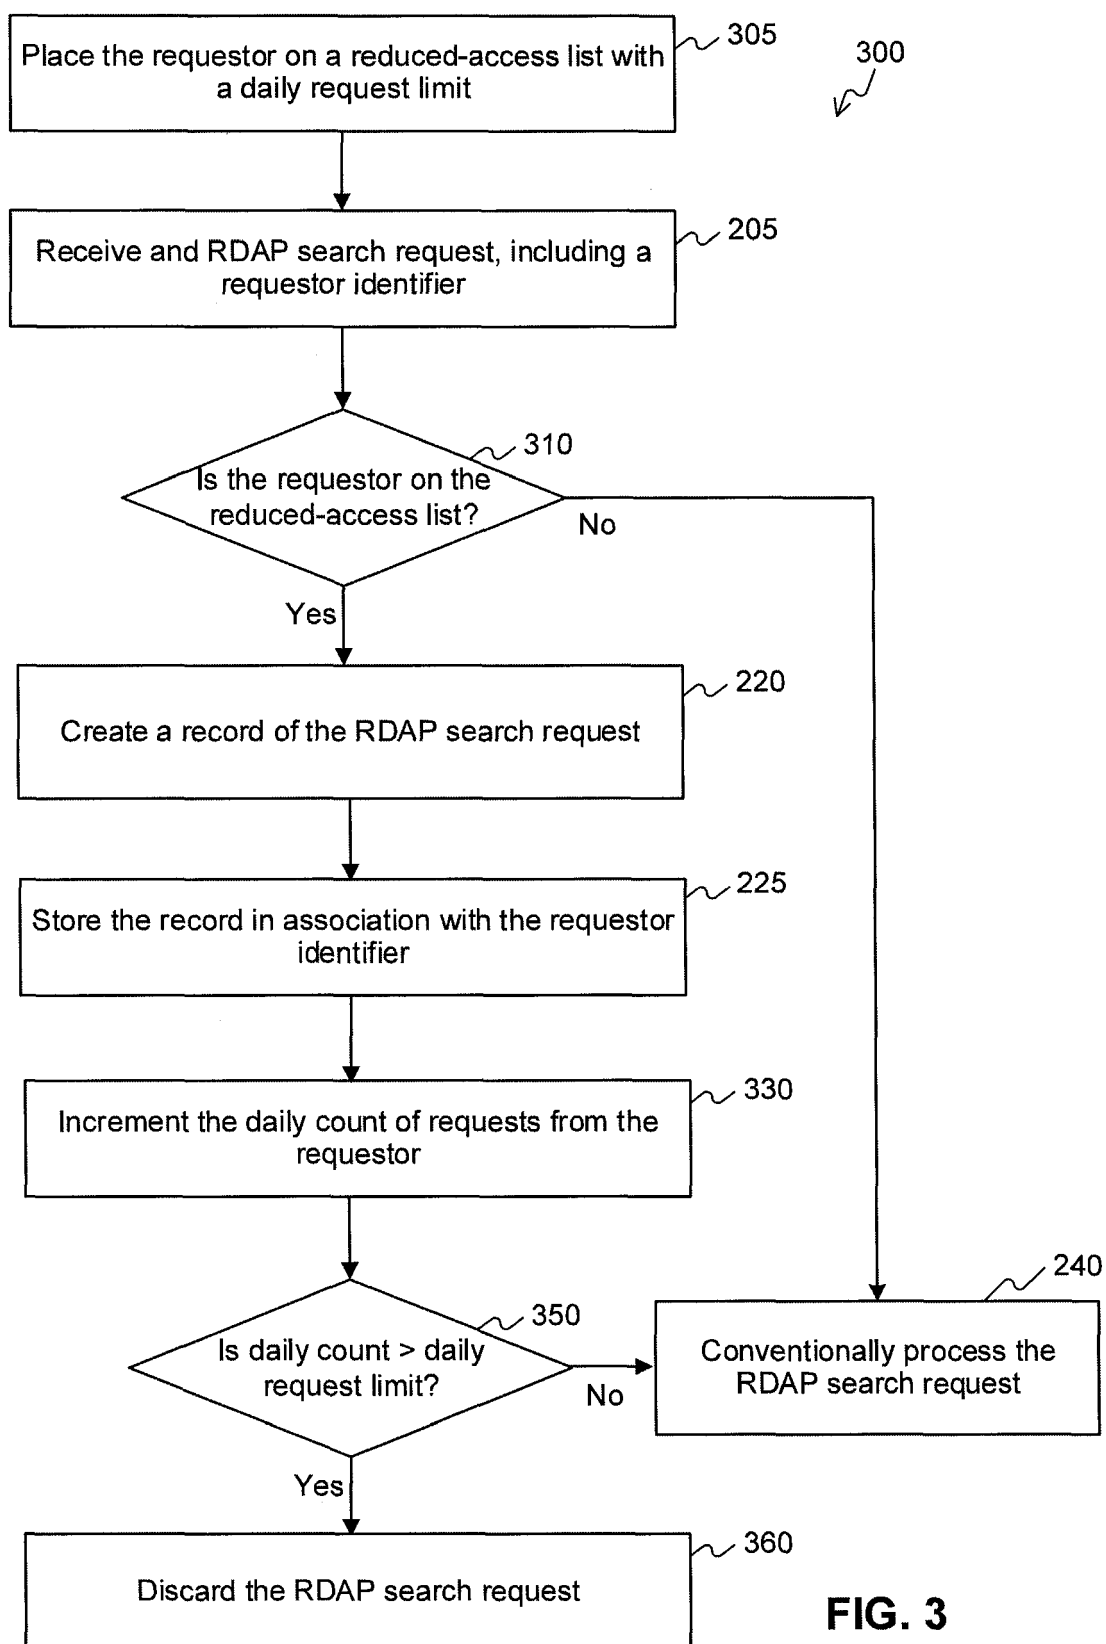 305
Place the requestor on a reduced-access list with
a daily request limit
300
205
Receive and RDAP search request, including a
requestor identifier
310
Is the requestor on the
reduced-access list?
No
Yes
220
Create a record of the RDAP search request
225
Store the record in association with the requestor
identifier
330
Increment the daily count of requests from the
requestor
240
350
Is daily count > daily
request limit?
No
Conventionally process the
RDAP search request
Yes
360
Discard the RDAP search request
FIG. 3